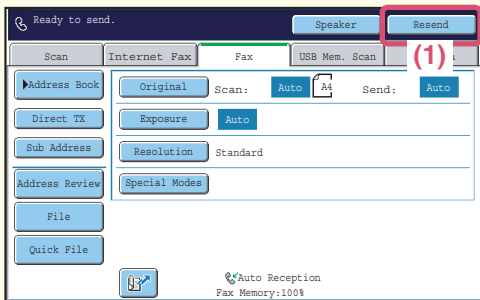 Ready to send.
Speaker
Resend
(1)
Scan
Internet Fax
Fax
USB Mem. Scan
Address Book
Original
Scan:
Auto
A4
Send:
Auto
Direct TX
Exposure
Auto
Sub Address
Resolution
Standard
Address Review
Special Modes
File
Quick File
Auto Reception
Fax Memory:100%